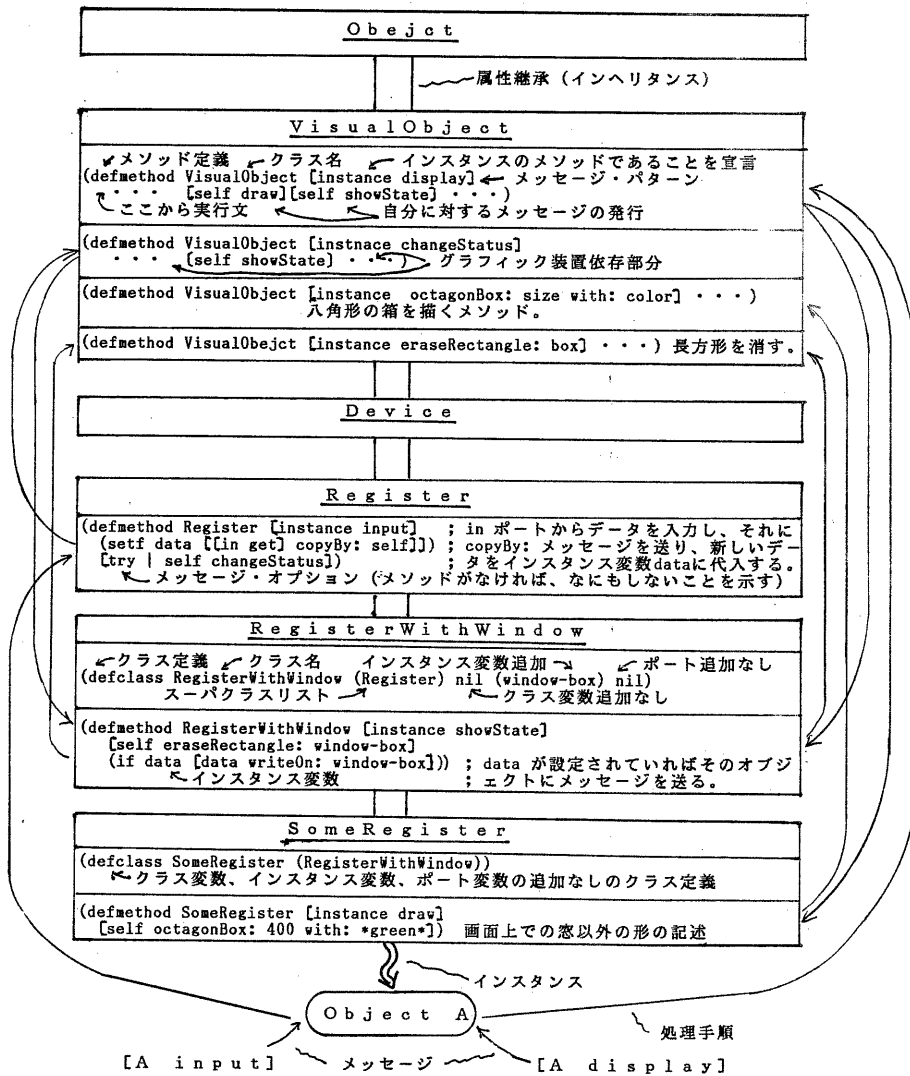 Obejct
属性継承（インヘリタンス）
VisualObject
メソッド定義 クラス名 インスタンスのメソッドであることを宣言
(defmethod VisualObject [instance display] メッセージ・パターン
・・・ [self draw][self showState] ・・・)
ここから実行文 自分に対するメッセージの発行
(defmethod VisualObject [instnace changeStatus]
・・・ [self showState] ・・・) グラフィック装置依存部分
(defmethod VisualObject [instance octagonBox: size with: color] ・・・)
八角形の箱を描くメソッド。
(defmethod VisualObejct [instance eraseRectangle: box] ・・・) 長方形を消す。
Device
Register
(defmethod Register [instance input] ; in ポートからデータを入力し、それに
(setf data [[in get] copyBy: self]]) ; copyBy: メッセージを送り、新しいデー
[try | self changeStatus]) ; タをインスタンス変数dataに代入する。
メッセージ・オプション（メソッドがなければ、なにもしないことを示す）
RegisterWithWindow
クラス定義 クラス名 インスタンス変数追加 ポート追加なし
(defclass RegisterWithWindow (Register) nil (window-box) nil)
スーパクラスリスト クラス変数追加なし
(defmethod RegisterWithWindow [instance showState]
[self eraseRectangle: window-box]
(if data [data writeOn: window-box])) ; data が設定されていればそのオブジ
インスタンス変数 ; ェクトにメッセージを送る。
SomeRegister
(defclass SomeRegister (RegisterWithWindow))
クラス変数、インスタンス変数、ポート変数の追加なしのクラス定義
(defmethod SomeRegister [instance draw]
[self octagonBox: 400 with: *green*]) 画面上での窓以外の形の記述
インスタンス
Object A
処理手順
[A input] メッセージ [A display]